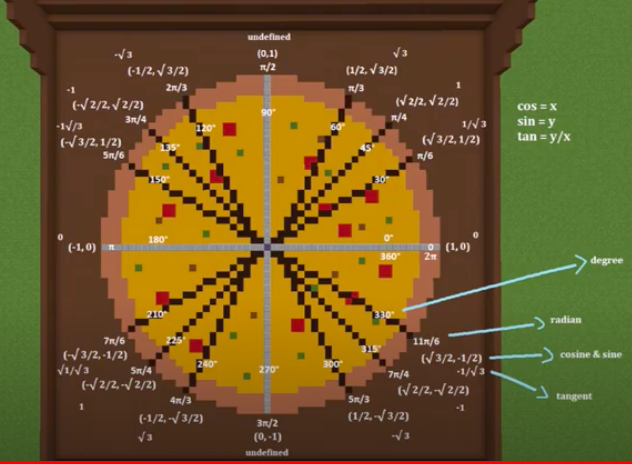 undefined
(0,1)
π/2
-√ 3
(-1/2, √ 3/2)
2π/3
√ 3
(1/2, √ 3/2)
π/3
-1
(-√ 2/2, √ 2/2)
3π/4
1
(√ 2/2, √ 2/2)
π/4
-1√/3
(-√ 3/2, 1/2)
5π/6
1/√ 3
(√ 3/2, 1/2)
π/6
cos = x
sin = y
tan = y/x
90°
120°
60°
135°
45°
150°
30°
0
(-1, 0)
π
180°
0°
360°
0
2π
(1, 0)
0
degree
210°
330°
radian
7π/6
225°
315°
11π/6
(-√ 3/2, -1/2)
(√ 3/2, -1/2)
cosine & sine
240°
270°
300°
√1/√ 3
5π/4
7π/4
-1/√ 3
(-√ 2/2, -√ 2/2)
(√ 2/2, -√ 2/2)
tangent
1
4π/3
5π/3
-1
(-1/2, -√ 3/2)
3π/2
(1/2, -√ 3/2)
√ 3
(0, -1)
-√ 3
undefined